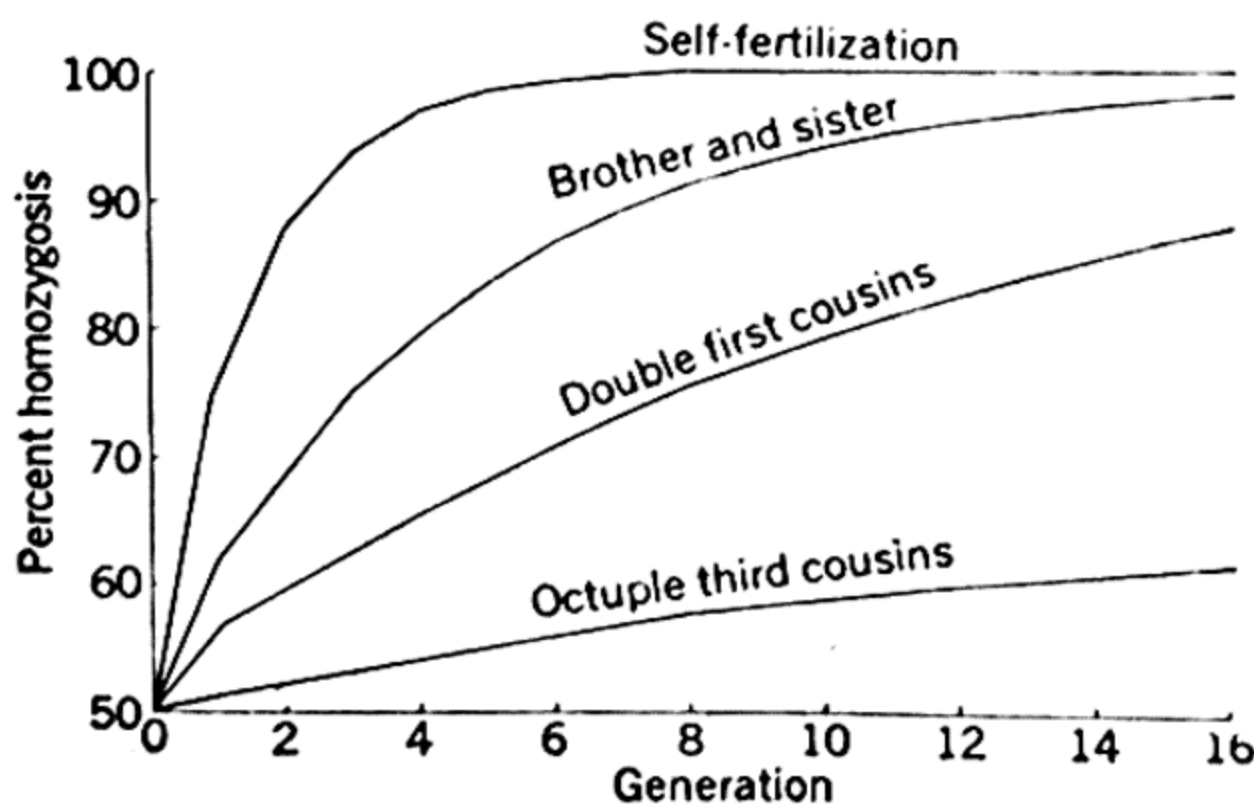 Self-fertilization
Brother and sister
Double first cousins
Octuple third cousins
Percent homozygosis
100
90
80
70
60
50
0 2 4 6 8 10 12 14 16
Generation